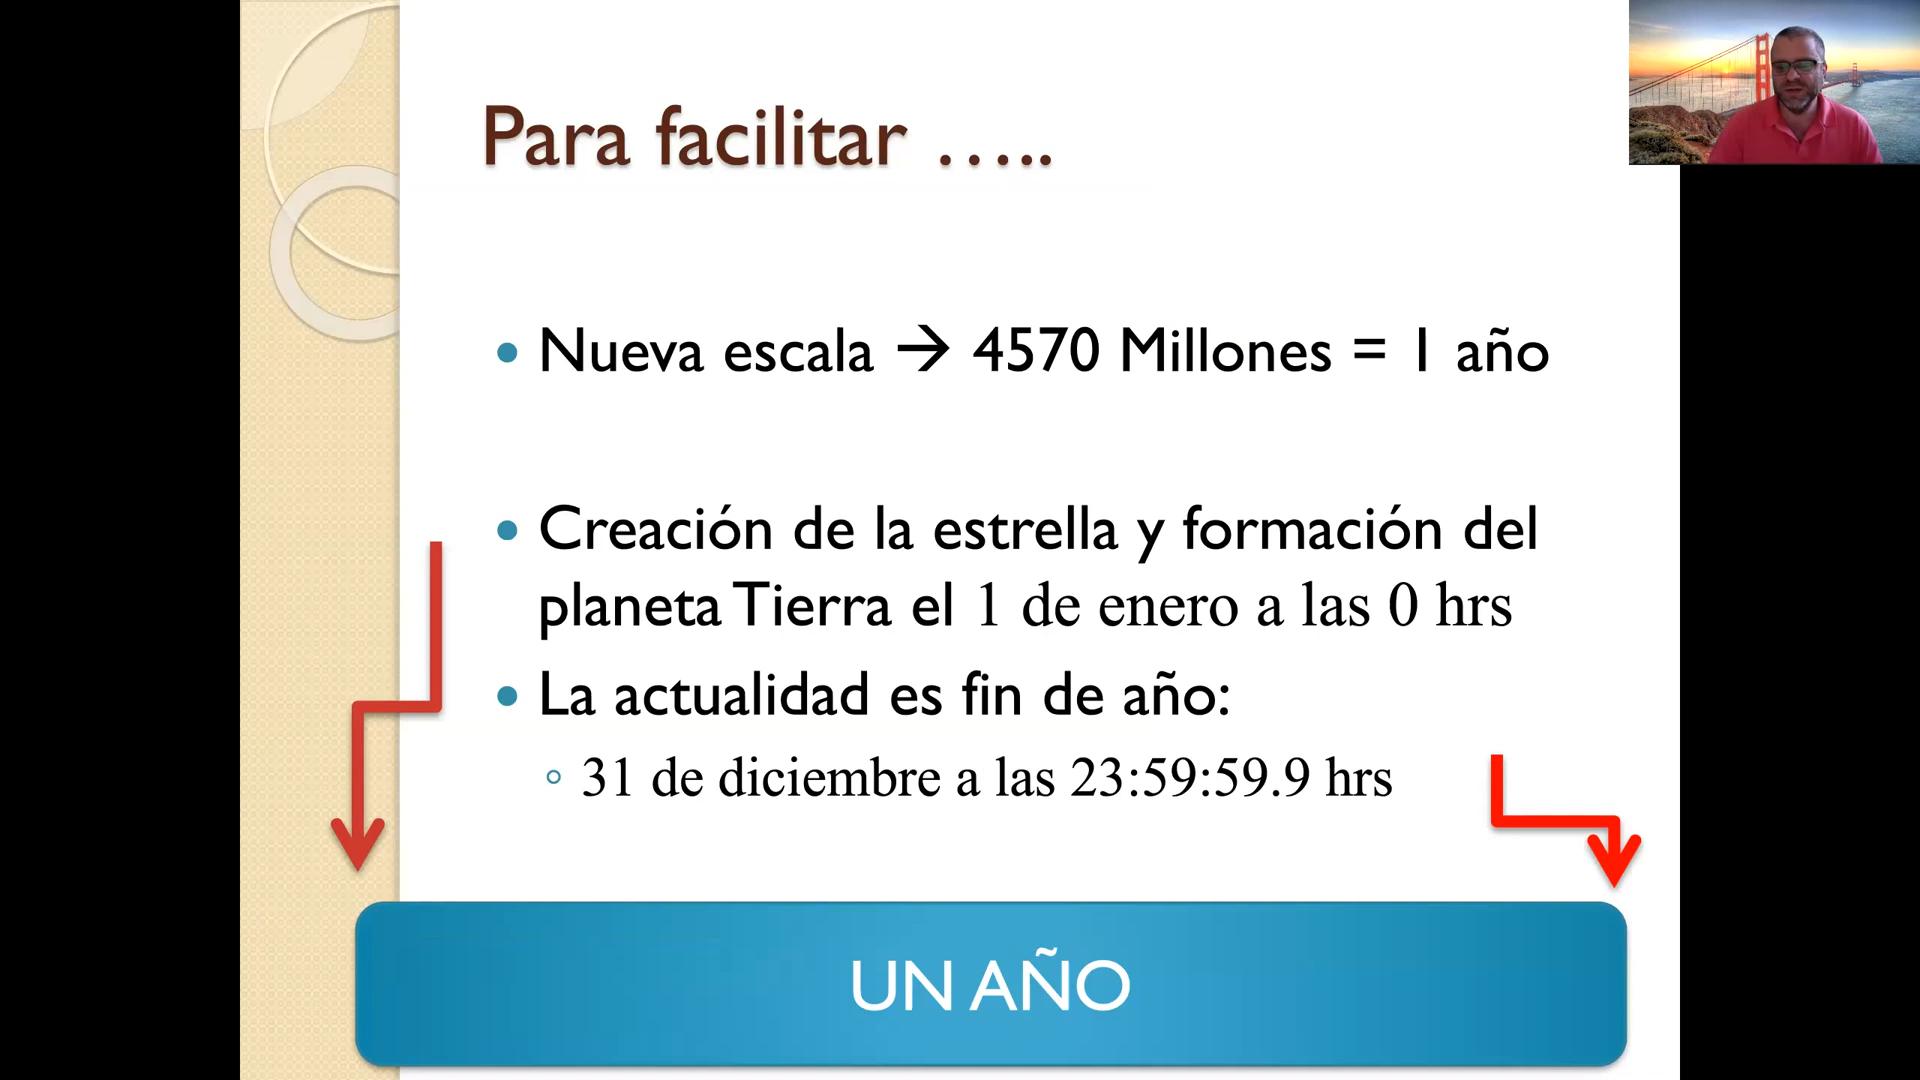 Para facilitar …..
• Nueva escala → 4570 Millones = 1 año
• Creación de la estrella y formación del
planeta Tierra el 1 de enero a las 0 hrs
• La actualidad es fin de año:
◦ 31 de diciembre a las 23:59:59.9 hrs
UN AÑO